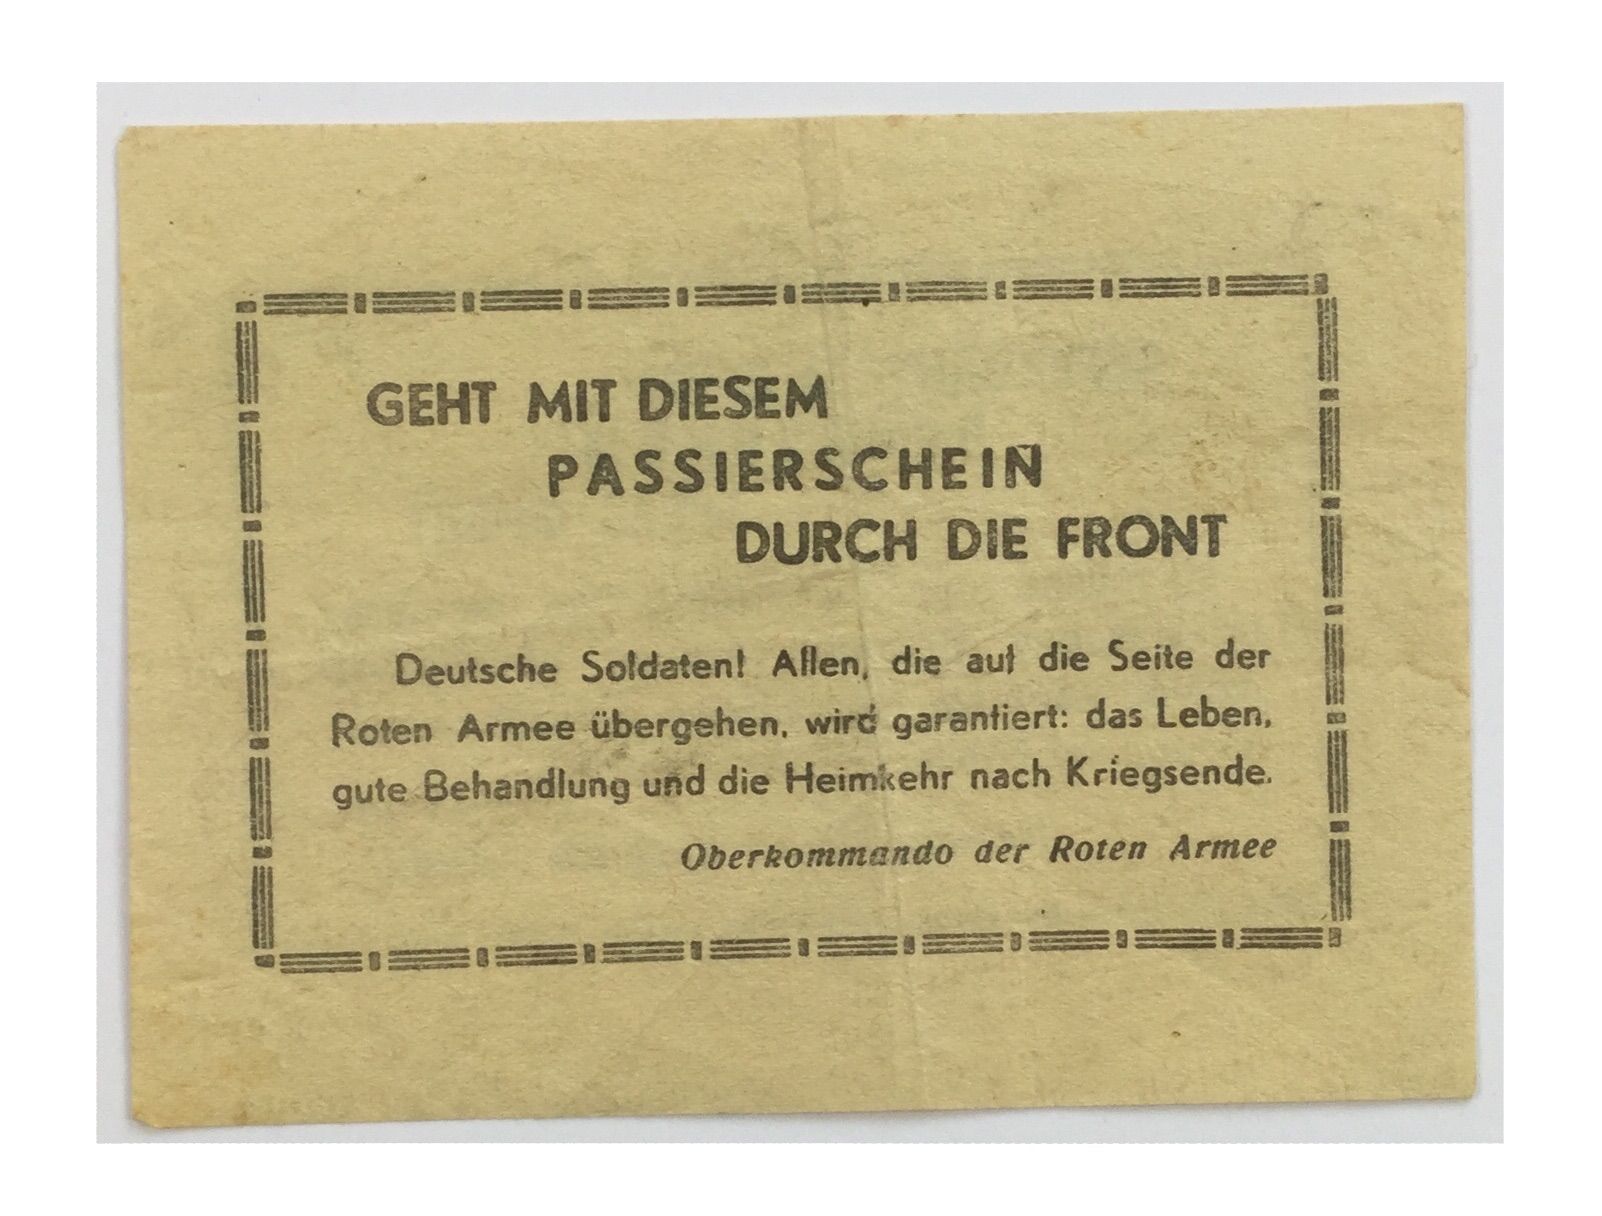 GEHT MIT DIESEM
PASSIERSCHEIN
DURCH DIE FRONT
Deutsche Soldaten! Allen, die auf die Seite der
Roten Armee übergehen, wird garantiert: das Leben,
gute Behandlung und die Heimkehr nach Kriegsende.
Oberkommando der Roten Armee